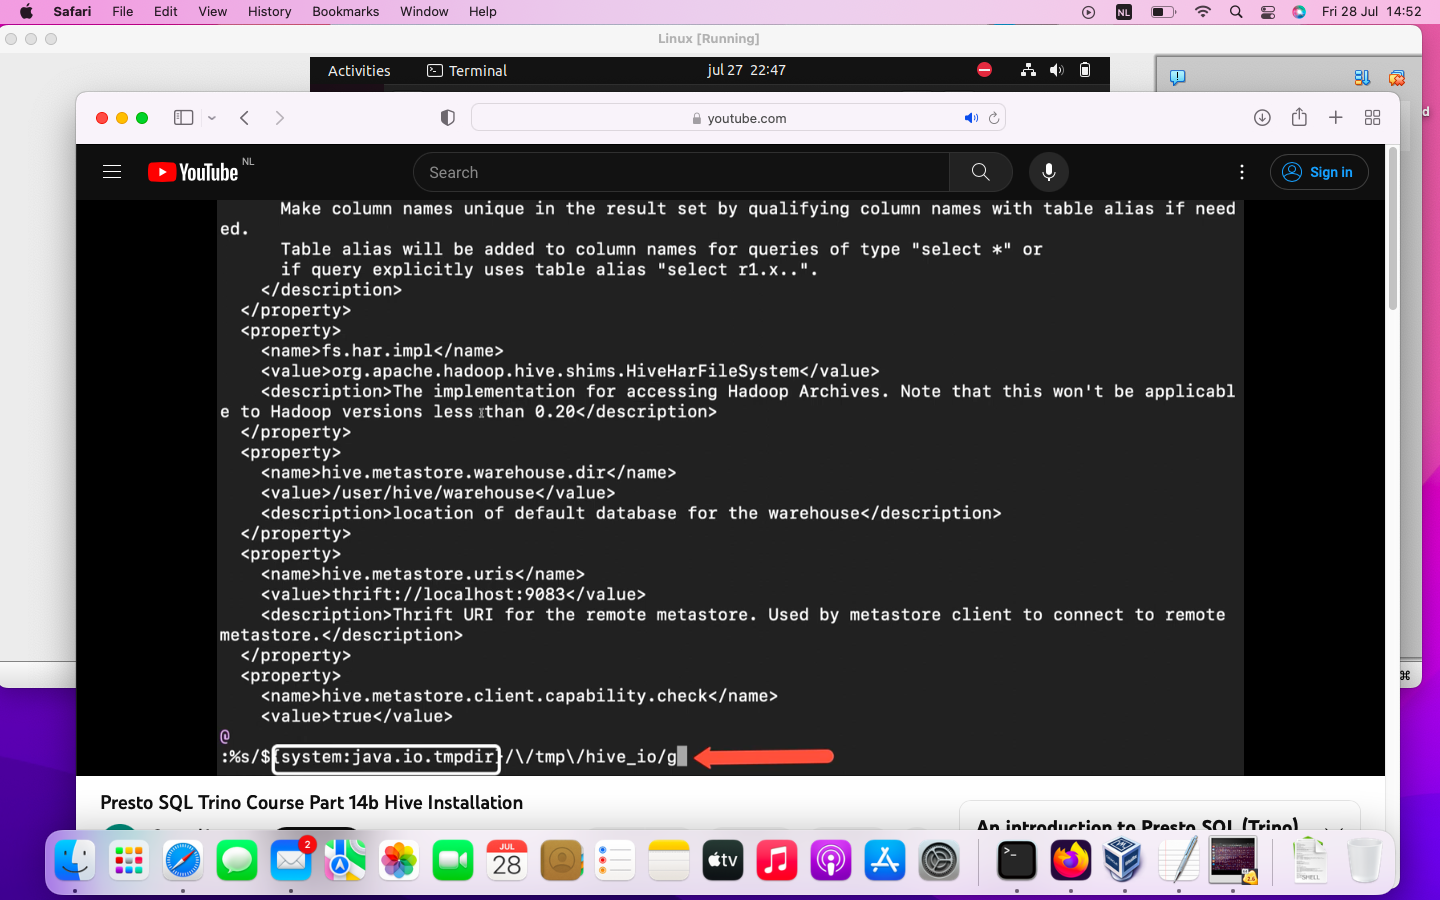 Safari File Edit View History Bookmarks Window Help NL Fri 28 Jul 14:52
Linux [Running]
Activities Terminal jul 27 22:47
youtube.com
YouTube NL Search Sign in
Make column names unique in the result set by qualifying column names with table alias if need
ed.
Table alias will be added to column names for queries of type "select *" or
if query explicitly uses table alias "select r1.x..".
</description>
</property>
<property>
<name>fs.har.impl</name>
<value>org.apache.hadoop.hive.shims.HiveHarFileSystem</value>
<description>The implementation for accessing Hadoop Archives. Note that this won't be applicabl
e to Hadoop versions less than 0.20</description>
</property>
<property>
<name>hive.metastore.warehouse.dir</name>
<value>/user/hive/warehouse</value>
<description>location of default database for the warehouse</description>
</property>
<property>
<name>hive.metastore.uris</name>
<value>thrift://localhost:9083</value>
<description>Thrift URI for the remote metastore. Used by metastore client to connect to remote
metastore.</description>
</property>
<property>
<name>hive.metastore.client.capability.check</name>
<value>true</value>
@
:%s/${system:java.io.tmpdir}/\/tmp\/hive_io/g
Presto SQL Trino Course Part 14b Hive Installation
An introduction to Presto SQL (Trino)
2
JUL
28
tv
SHELL